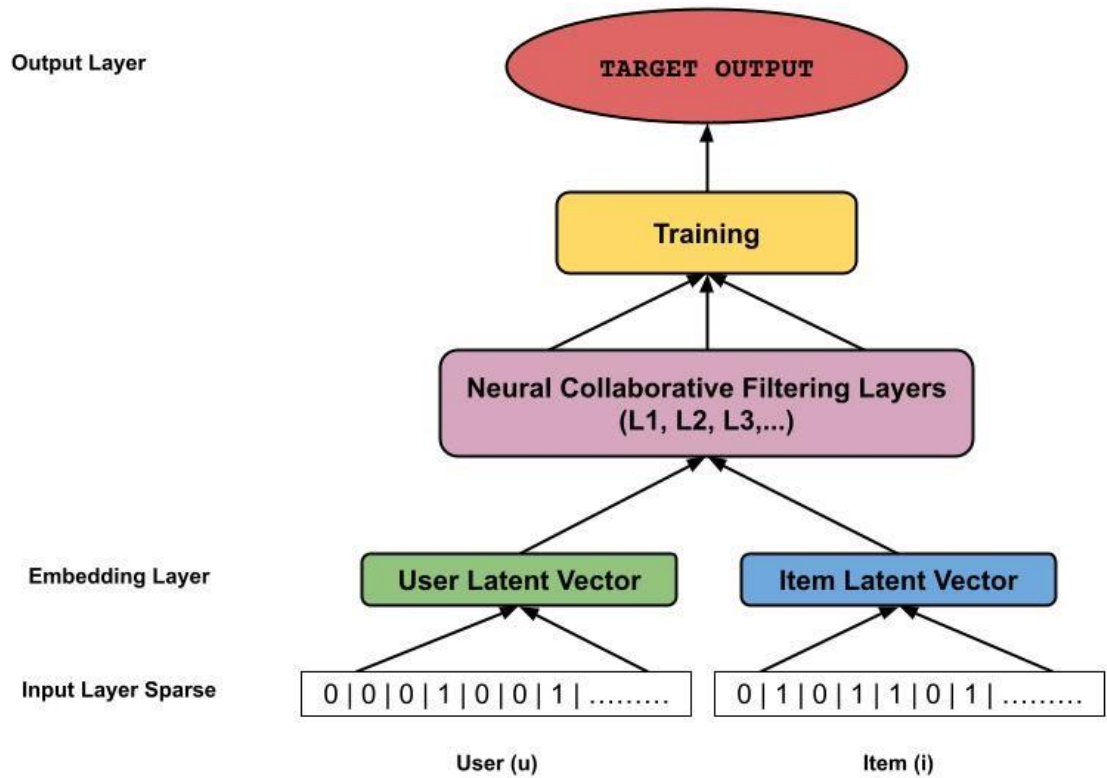 Output Layer
TARGET OUTPUT
Training
Neural Collaborative Filtering Layers
(L1, L2, L3,...)
Embedding Layer
User Latent Vector
Item Latent Vector
Input Layer Sparse
0 | 0 | 0 | 1 | 0 | 0 | 1 | .........
0 | 1 | 0 | 1 | 1 | 0 | 1 | .........
User (u)
Item (i)